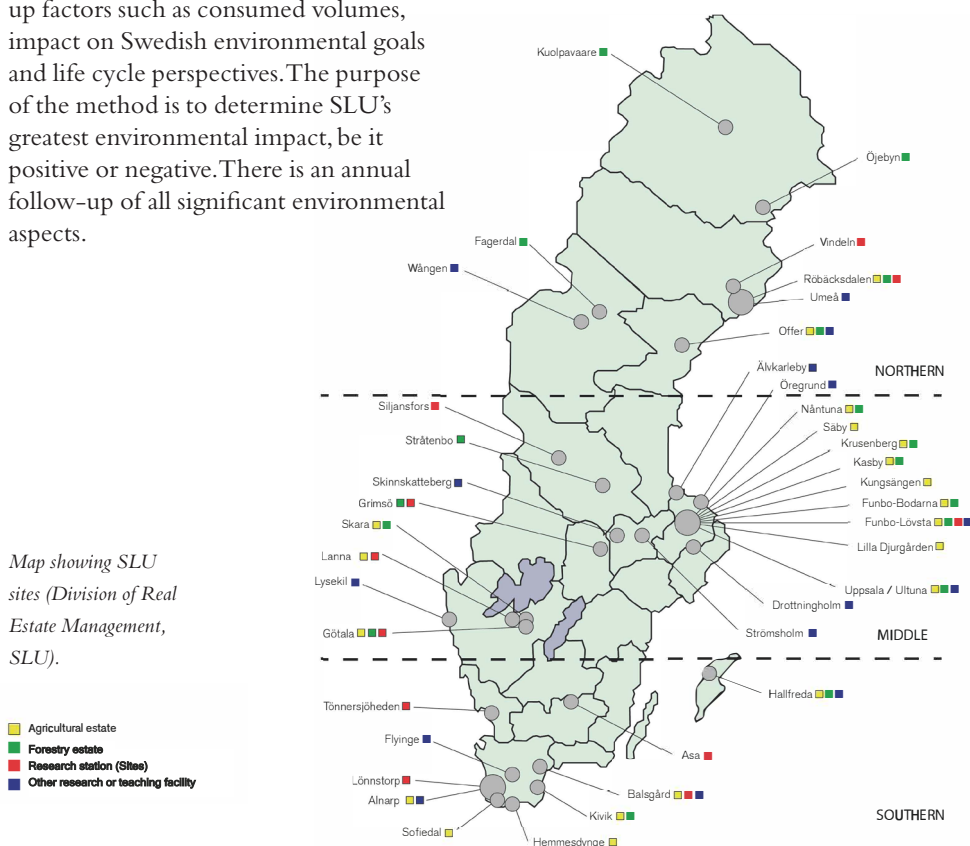 up factors such as consumed volumes,
impact on Swedish environmental goals
and life cycle perspectives. The purpose
of the method is to determine SLU's
greatest environmental impact, be it
positive or negative. There is an annual
follow-up of all significant environmental
aspects.
Kuolpavaare
Öjebyn
Fagerdal
Vindeln
Wången
Röbäcksdalen
Umeå
Offer
Älvkarleby
NORTHERN
Öregrund
Siljansfors
Nåntuna
Säby
Stråtenbo
Krusenberg
Kasby
Skinnskatteberg
Kungsängen
Grimsö
Funbo-Bodarna
Skara
Funbo-Lövsta
Lilla Djurgården
Lanna
Lysekil
Uppsala / Ultuna
Drottningholm
Götala
Strömsholm
MIDDLE
Map showing SLU
sites (Division of Real
Estate Management,
SLU).
Hallfreda
Tönnersjöheden
Flyinge
Asa
Lönnstorp
Alnarp
Balsgård
Kivik
SOUTHERN
Sofiedal
Hemmesdynge
Agricultural estate
Forestry estate
Research station (Sites)
Other research or teaching facility